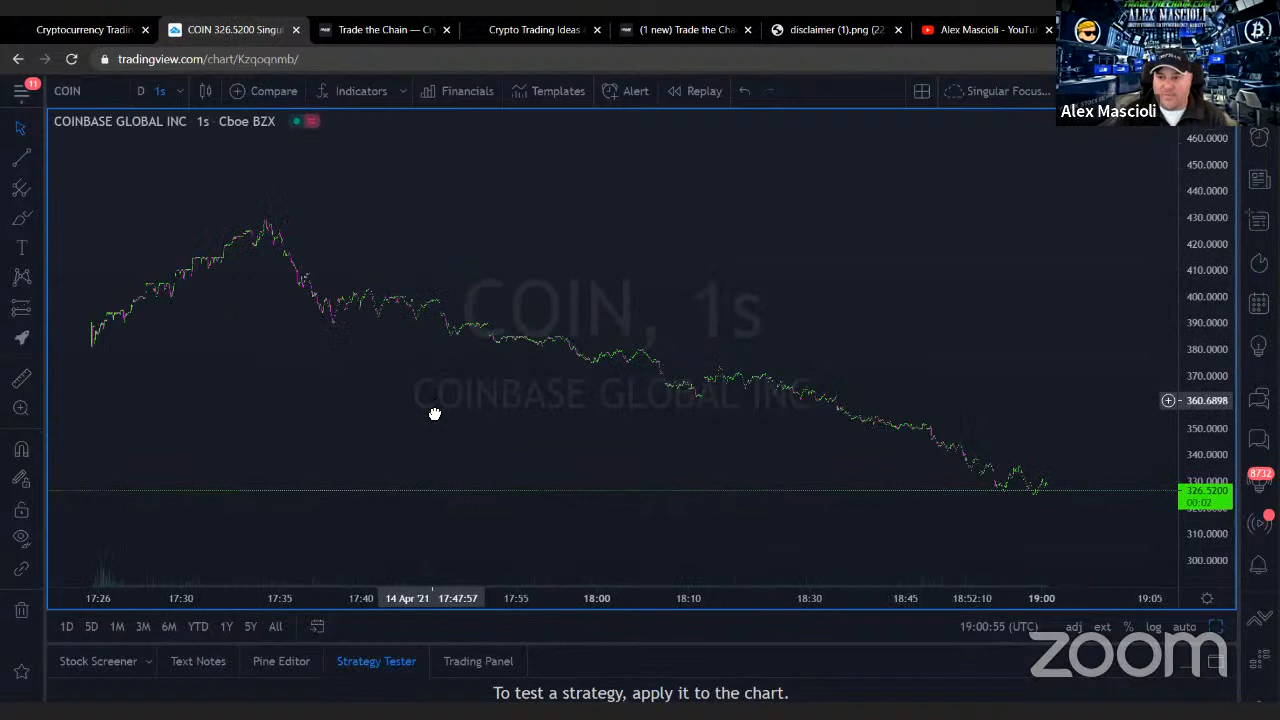 Cryptocurrency Tradin
COIN 326.5200 Singul
Trade the Chain — Cry
Crypto Trading Ideas
(1 new) Trade the Cha
disclaimer (1).png (22
Alex Mascioli - YouTu
ALEX MASCIOLI
tradingview.com/chart/Kzqoqnmb/
11
COIN
D 1s
Compare
Indicators
Financials
Templates
Alert
Replay
Singular Focus...
Alex Mascioli
COINBASE GLOBAL INC 1s · Cboe BZX
460.0000
450.0000
440.0000
430.0000
420.0000
410.0000
400.0000
390.0000
380.0000
370.0000
360.6898
350.0000
340.0000
330.0000
326.5200
00:02
310.0000
300.0000
COIN, 1s
COINBASE GLOBAL INC
8732
17:26 17:30 17:35 17:40 14 Apr '21 17:47:57 17:55 18:00 18:10 18:30 18:45 18:52:10 19:00 19:05
1D 5D 1M 3M 6M YTD 1Y 5Y All
19:00:55 (UTC) adj ext % log auto
Stock Screener Text Notes Pine Editor Strategy Tester Trading Panel
zoom
To test a strategy, apply it to the chart.